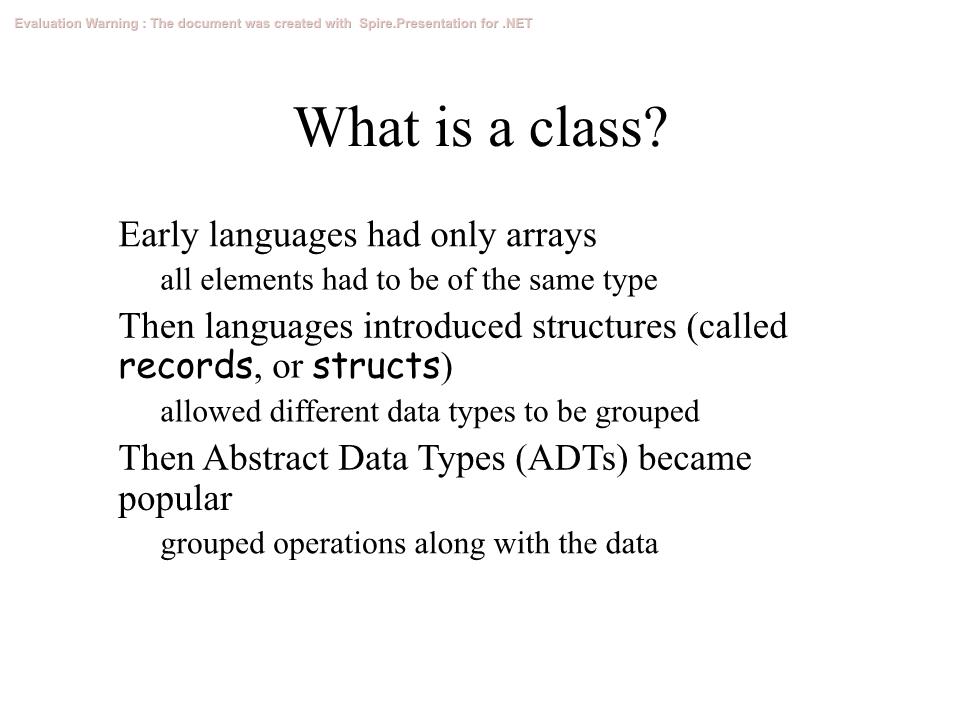 Evaluation Warning : The document was created with Spire.Presentation for .NET
What is a class?
Early languages had only arrays
all elements had to be of the same type
Then languages introduced structures (called
records, or structs)
allowed different data types to be grouped
Then Abstract Data Types (ADTs) became
popular
grouped operations along with the data